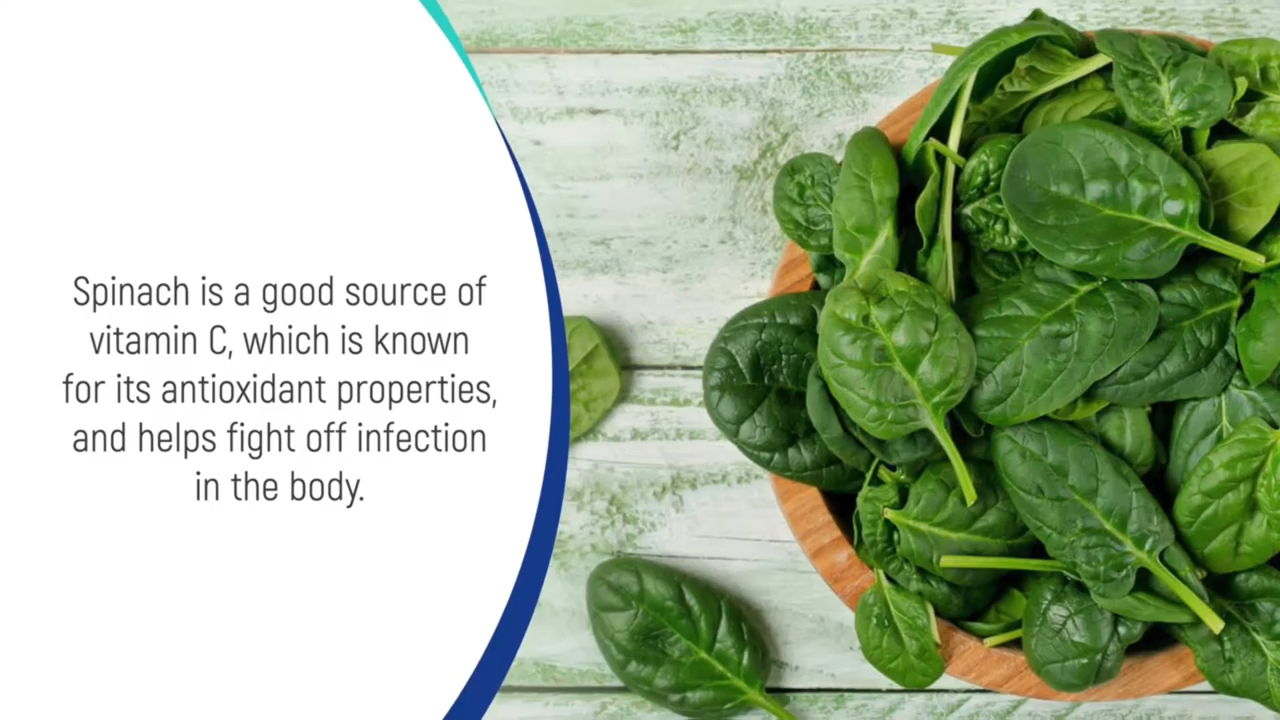 Spinach is a good source of
vitamin C, which is known
for its antioxidant properties,
and helps fight off infection
in the body.